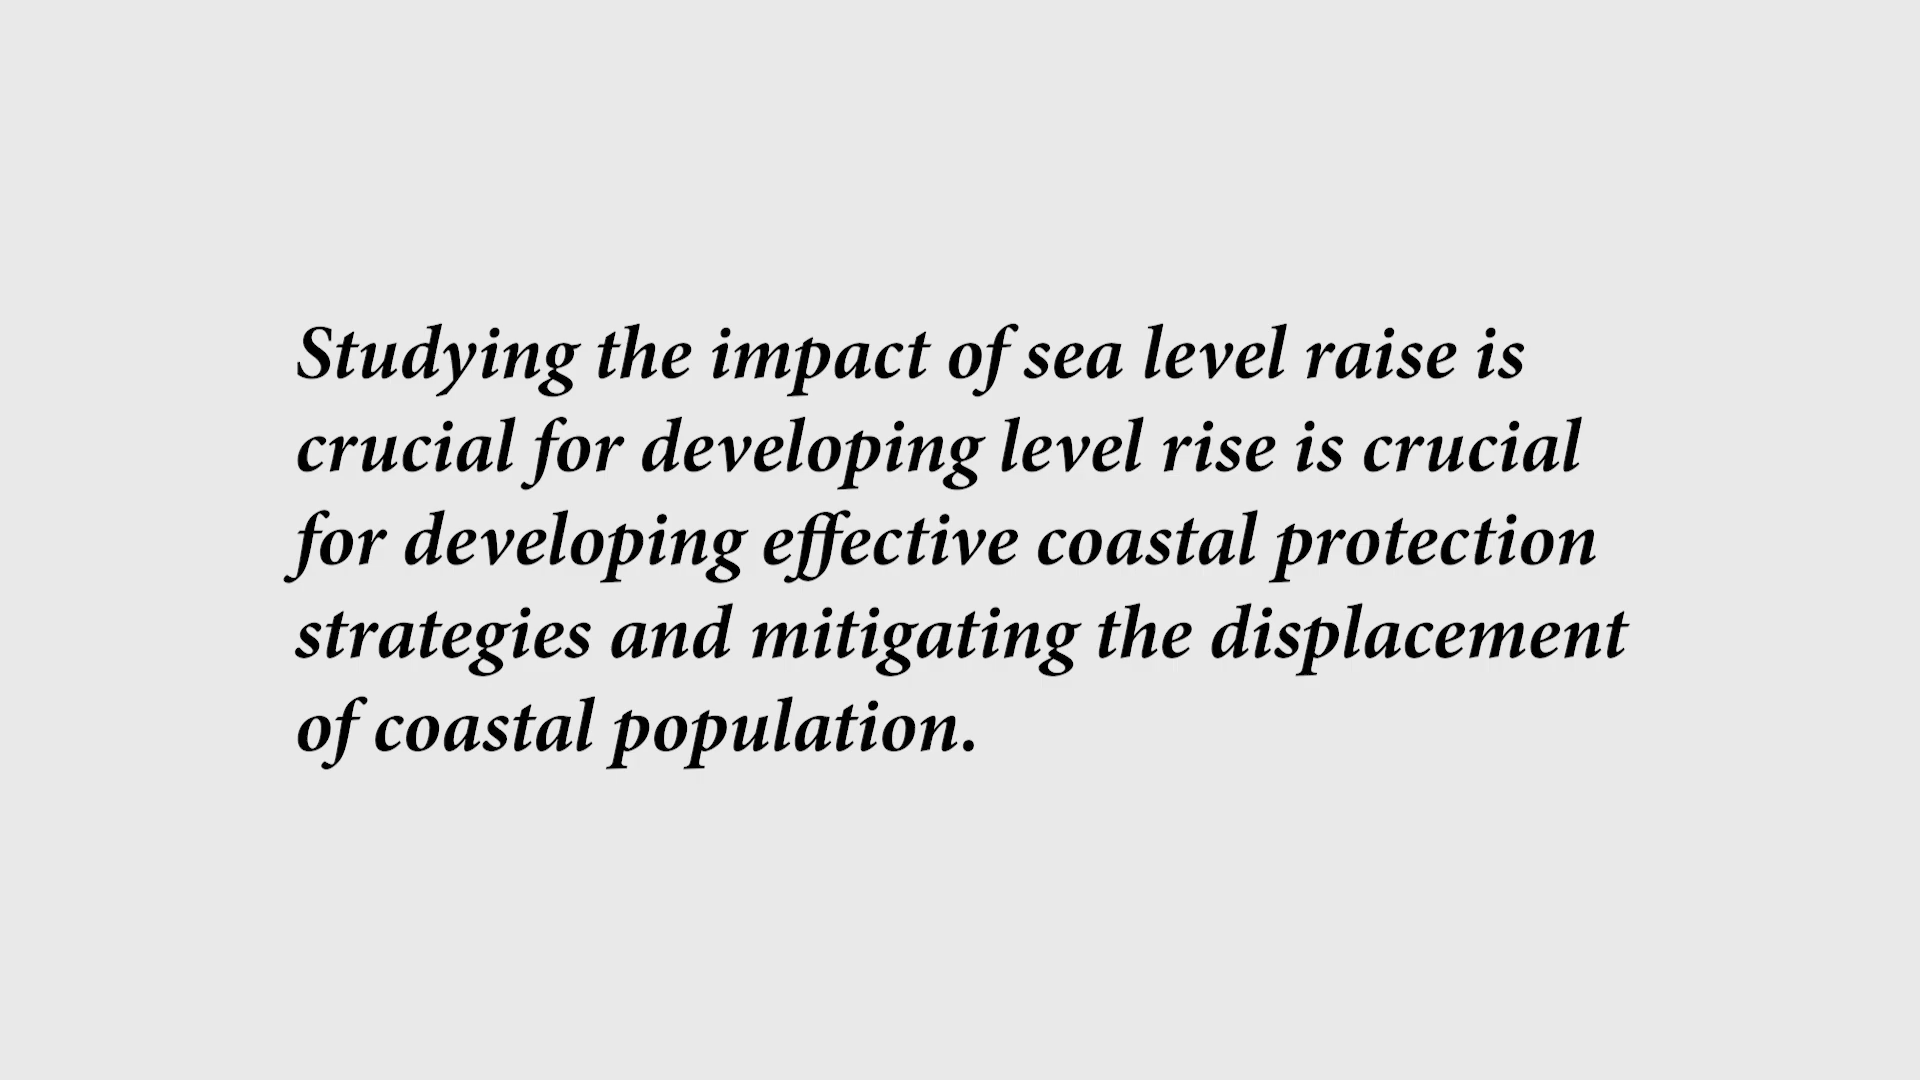 Studying the impact of sea level raise is
crucial for developing level rise is crucial
for developing effective coastal protection
strategies and mitigating the displacement
of coastal population.